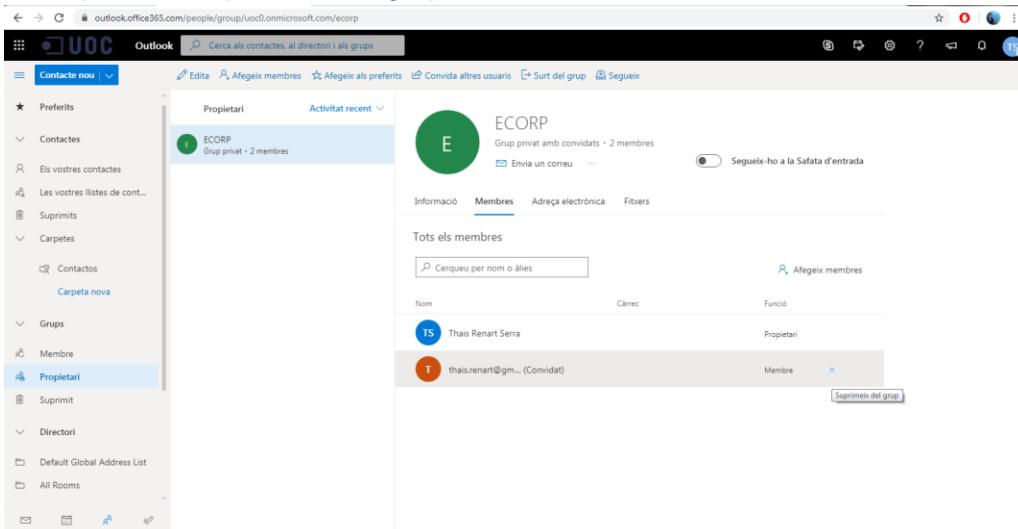 outlook.office365.com/people/group/uoc0.onmicrosoft.com/ecorp
UOC Outlook Cerca als contactes, al directori i als grups TS
Contacte nou Edita Afegeix membres Afegeix als preferits Convida altres usuaris Surt del grup Segueix
Preferits
Contactes
Els vostres contactes
Les vostres llistes de cont...
Suprimits
Carpetes
Contactos
Carpeta nova
Grups
Membre
Propietari
Suprimit
Directori
Default Global Address List
All Rooms
Propietari Activitat recent
E ECORP
Grup privat • 2 membres
E
ECORP
Grup privat amb convidats • 2 membres
Envia un correu ...
Segueix-ho a la Safata d'entrada
Informació Membres Adreça electrònica Fitxers
Tots els membres
Cerqueu per nom o àlies
Afegeix membres
Nom Càrrec Funció
TS Thais Renart Serra Propietari
T thais.renart@gm... (Convidat) Membre
Suprimeix del grup